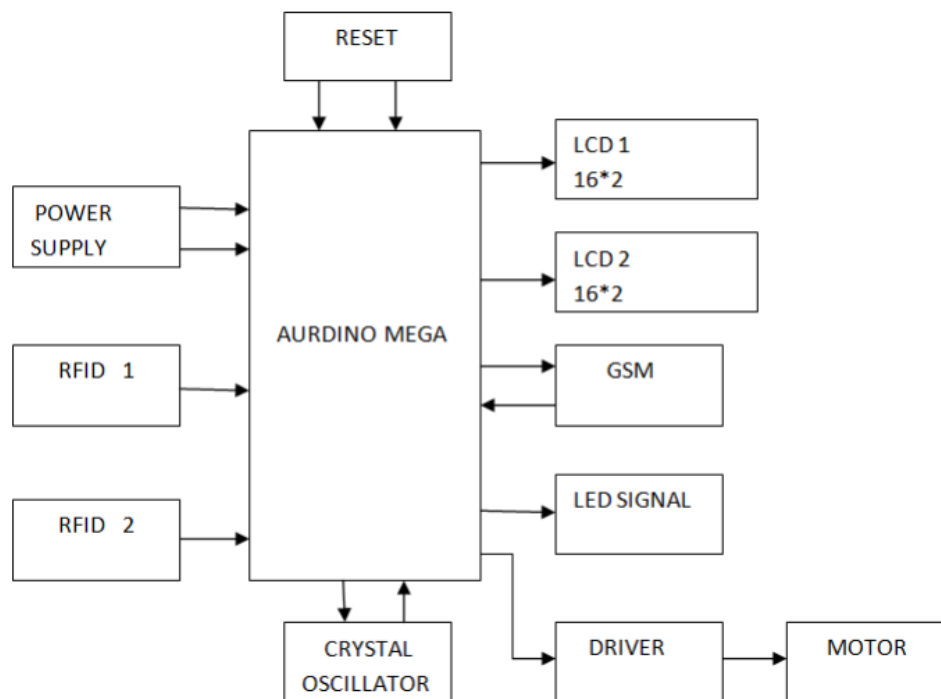 RESET
LCD 1
16*2
POWER
SUPPLY
LCD 2
16*2
AURDINO MEGA
RFID 1
GSM
RFID 2
LED SIGNAL
CRYSTAL
OSCILLATOR
DRIVER
MOTOR